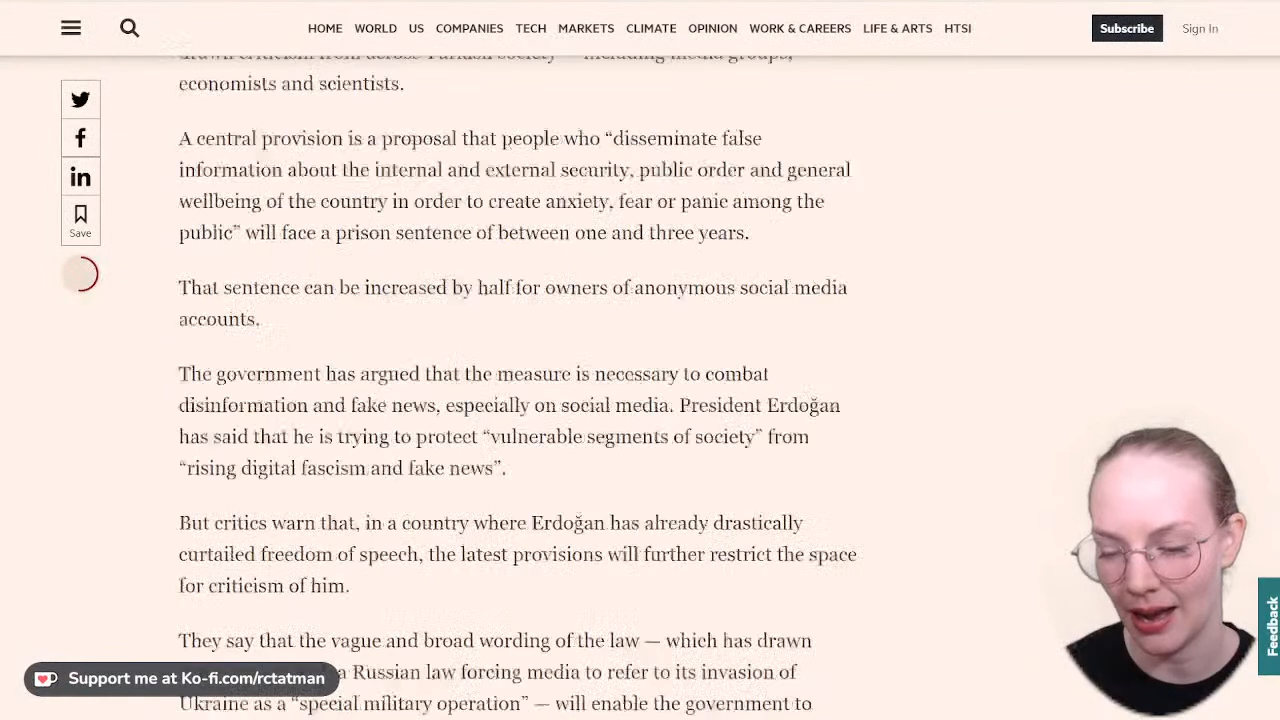 HOME WORLD US COMPANIES TECH MARKETS CLIMATE OPINION WORK & CAREERS LIFE & ARTS HTSI
Subscribe Sign In
drawn criticism from across Turkish society — including media groups,
economists and scientists.
A central provision is a proposal that people who “disseminate false
information about the internal and external security, public order and general
wellbeing of the country in order to create anxiety, fear or panic among the
public” will face a prison sentence of between one and three years.
Save
That sentence can be increased by half for owners of anonymous social media
accounts.
The government has argued that the measure is necessary to combat
disinformation and fake news, especially on social media. President Erdoğan
has said that he is trying to protect “vulnerable segments of society” from
“rising digital fascism and fake news”.
But critics warn that, in a country where Erdoğan has already drastically
curtailed freedom of speech, the latest provisions will further restrict the space
for criticism of him.
They say that the vague and broad wording of the law — which has drawn
a Russian law forcing media to refer to its invasion of
Ukraine as a “special military operation” — will enable the government to
Support me at Ko-fi.com/rctatman
Feedback